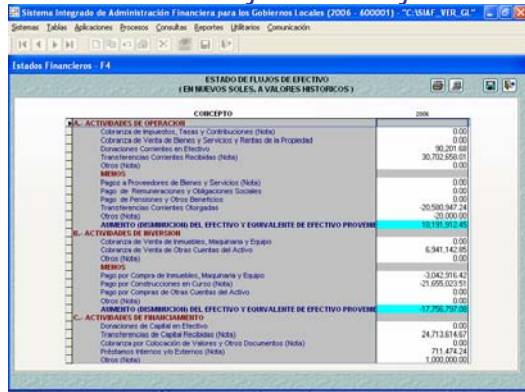 Sistema Integrado de Administración Financiera para los Gobiernos Locales (2006 - 600001) - "C:\SIAF_VER_GL"
Sistemas Tablas Aplicaciones Procesos Consultas Reportes Utilitarios Comunicación
Estados Financieros - F4
ESTADO DE FLUJOS DE EFECTIVO
( EN NUEVOS SOLES, A VALORES HISTORICOS )
CONCEPTO 2006
A.- ACTIVIDADES DE OPERACION
Cobranza de Impuestos, Tasas y Contribuciones (Nota) 0.00
Cobranza de Venta de Bienes y Servicios y Rentas de la Propiedad 0.00
Donaciones Corrientes en Efectivo 90,201.68
Transferencias Corrientes Recibidas (Nota) 30,702,658.01
Otros (Nota) 0.00
MENOS
Pagos a Proveedores de Bienes y Servicios (Nota) 0.00
Pago de Remuneraciones y Obligaciones Sociales 0.00
Pago de Pensiones y Otros Beneficios 0.00
Transferencias Corrientes Otorgadas -20,580,947.24
Otros (Nota) -20,000.00
AUMENTO (DISMINUCION) DEL EFECTIVO Y EQUIVALENTE DE EFECTIVO PROVENIE 10,191,912.45
B.- ACTIVIDADES DE INVERSION
Cobranza de Venta de Inmuebles, Maquinaria y Equipo 0.00
Cobranza de Venta de Otras Cuentas del Activo 6,941,142.85
Otros (Nota) 0.00
MENOS
Pago por Compra de Inmuebles, Maquinaria y Equipo -3,042,916.42
Pago por Construcciones en Curso (Nota) -21,655,023.51
Pago por Compras de Otras Cuentas del Activo 0.00
Otros (Nota) 0.00
AUMENTO (DISMINUCION) DEL EFECTIVO Y EQUIVALENTE DE EFECTIVO PROVENIE -17,756,797.08
C.- ACTIVIDADES DE FINANCIAMIENTO
Donaciones de Capital en Efectivo 0.00
Transferencias de Capital Recibidas (Nota) 24,713,614.67
Cobranza por Colocación de Valores y Otros Documentos (Nota) 0.00
Préstamos Internos y/o Externos (Nota) 711,474.24
Otros (Nota) 1,000,000.00